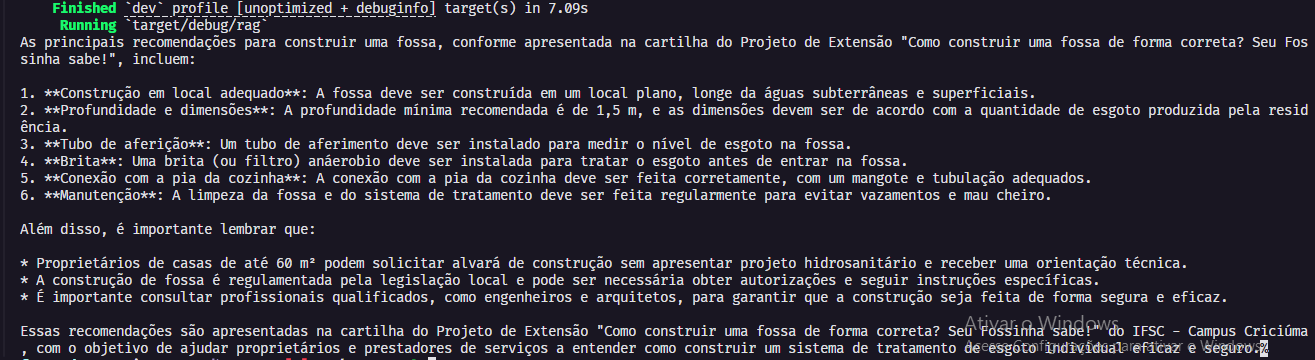 Finished `dev` profile [unoptimized + debuginfo] target(s) in 7.09s
Running `target/debug/rag`
As principais recomendações para construir uma fossa, conforme apresentada na cartilha do Projeto de Extensão "Como construir uma fossa de forma correta? Seu Fos
sinha sabe!", incluem:
1. **Construção em local adequado**: A fossa deve ser construída em um local plano, longe da águas subterrâneas e superficiais.
2. **Profundidade e dimensões**: A profundidade mínima recomendada é de 1,5 m, e as dimensões devem ser de acordo com a quantidade de esgoto produzida pela resid
ência.
3. **Tubo de aferição**: Um tubo de aferimento deve ser instalado para medir o nível de esgoto na fossa.
4. **Brita**: Uma brita (ou filtro) anáerobio deve ser instalada para tratar o esgoto antes de entrar na fossa.
5. **Conexão com a pia da cozinha**: A conexão com a pia da cozinha deve ser feita corretamente, com um mangote e tubulação adequados.
6. **Manutenção**: A limpeza da fossa e do sistema de tratamento deve ser feita regularmente para evitar vazamentos e mau cheiro.
Além disso, é importante lembrar que:
* Proprietários de casas de até 60 m² podem solicitar alvará de construção sem apresentar projeto hidrosanitário e receber uma orientação técnica.
* A construção de fossa é regulamentada pela legislação local e pode ser necessária obter autorizações e seguir instruções específicas.
* É importante consultar profissionais qualificados, como engenheiros e arquitetos, para garantir que a construção seja feita de forma segura e eficaz.
Essas recomendações são apresentadas na cartilha do Projeto de Extensão "Como construir uma fossa de forma correta? Seu Fossinha sabe!" do IFSC - Campus Criciúma
, com o objetivo de ajudar proprietários e prestadores de serviços a entender como construir um sistema de tratamento de esgoto individual eficaz e seguro.%
Ativar o Windows
Acesse Configurações para ativar o Windows.